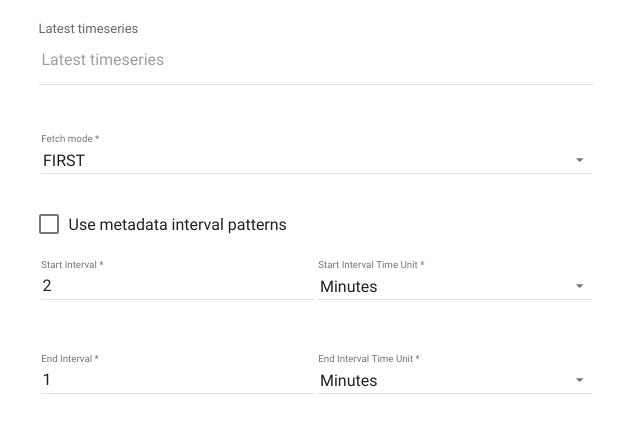 Latest timeseries
Latest timeseries
Fetch mode *
FIRST
Use metadata interval patterns
Start Interval * Start Interval Time Unit *
2 Minutes
End Interval * End Interval Time Unit *
1 Minutes